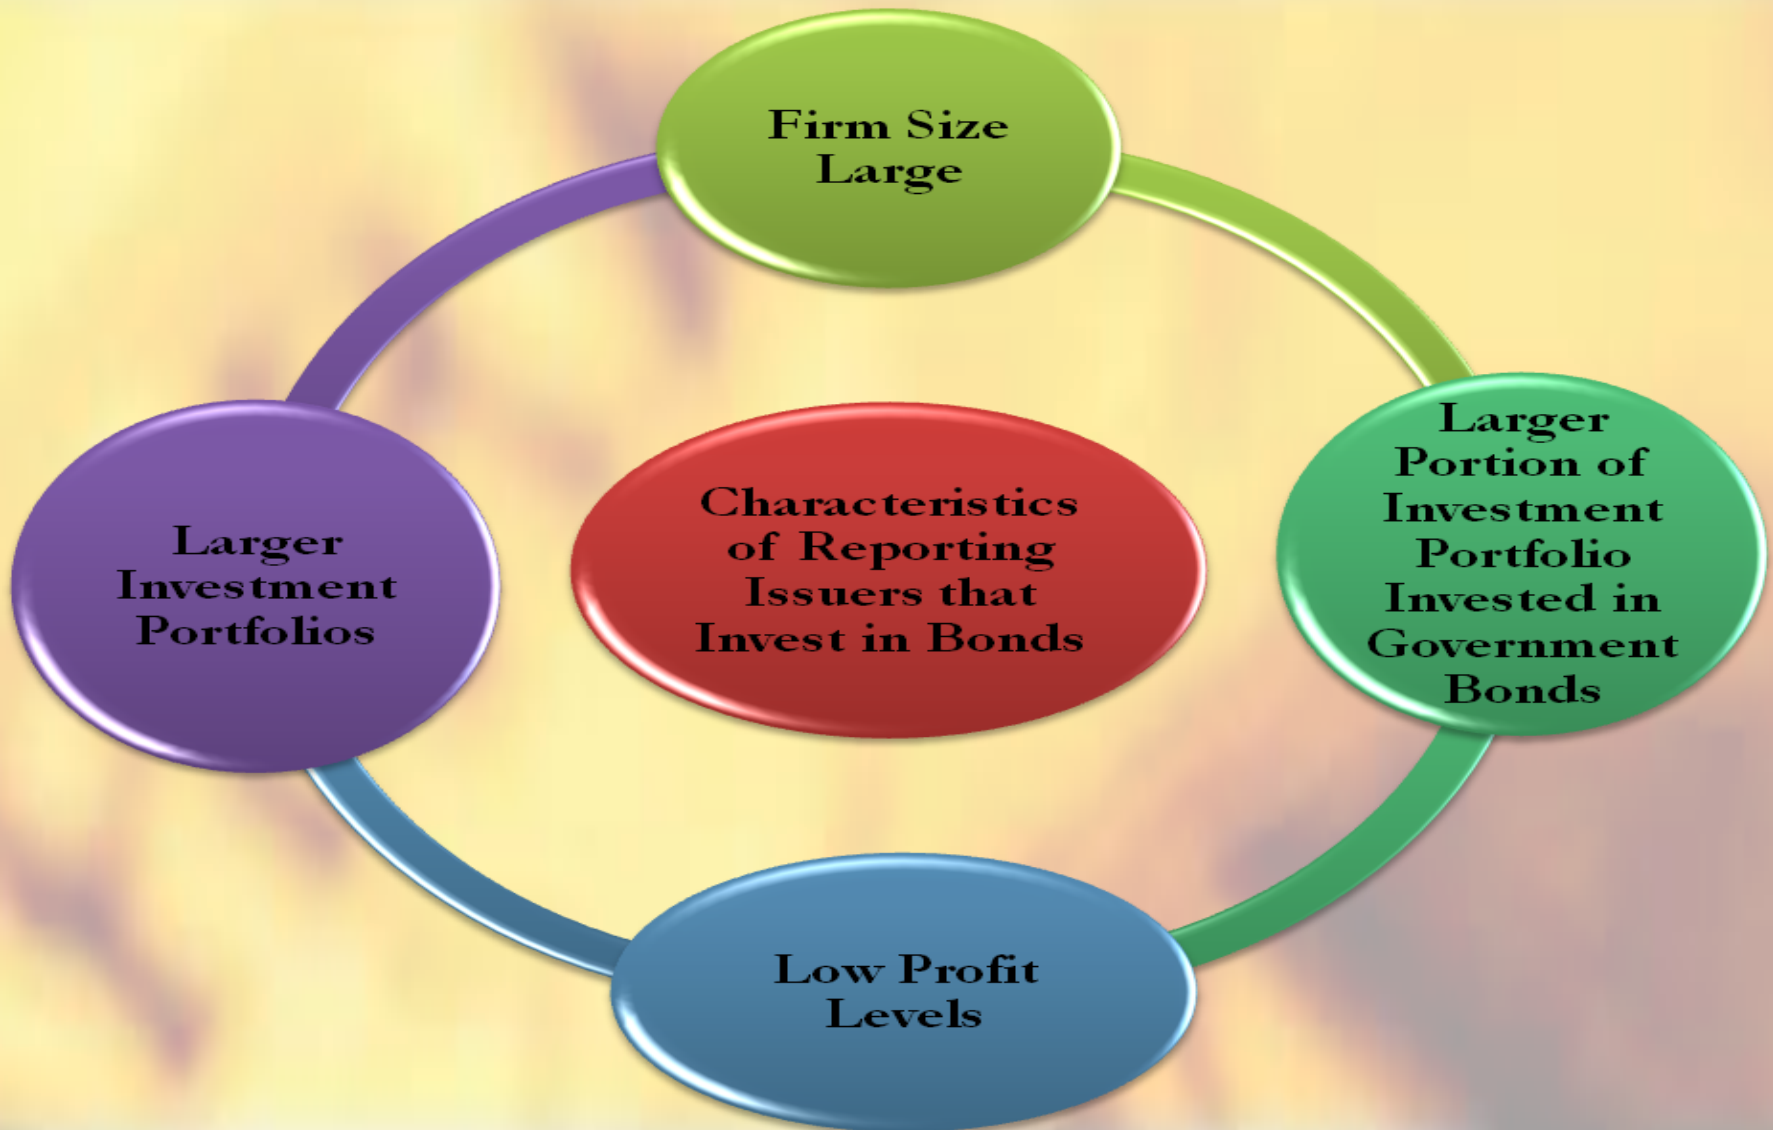 Firm Size
Large
Larger
Portion of
Investment
Portfolio
Invested in
Government
Bonds
Low Profit
Levels
Larger
Investment
Portfolios
Characteristics
of Reporting
Issuers that
Invest in Bonds